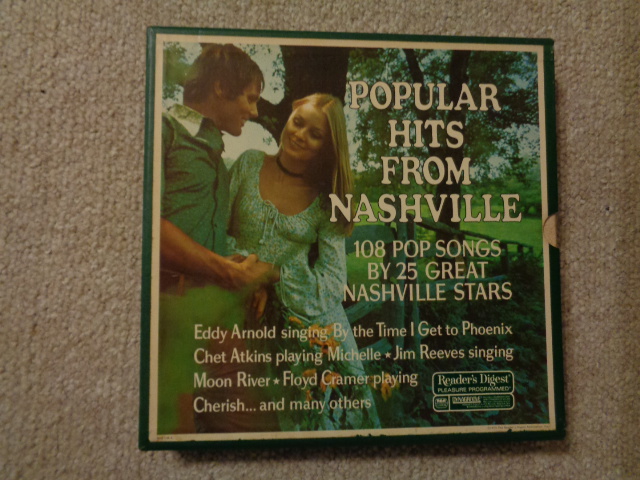 POPULAR
HITS
FROM
NASHVILLE
108 POP SONGS
BY 25 GREAT
NASHVILLE STARS
Eddy Arnold singing By the Time I Get to Phoenix
Chet Atkins playing Michelle ★ Jim Reeves singing
Moon River ★ Floyd Cramer playing
Cherish... and many others
Reader's Digest
PLEASURE PROGRAMMED